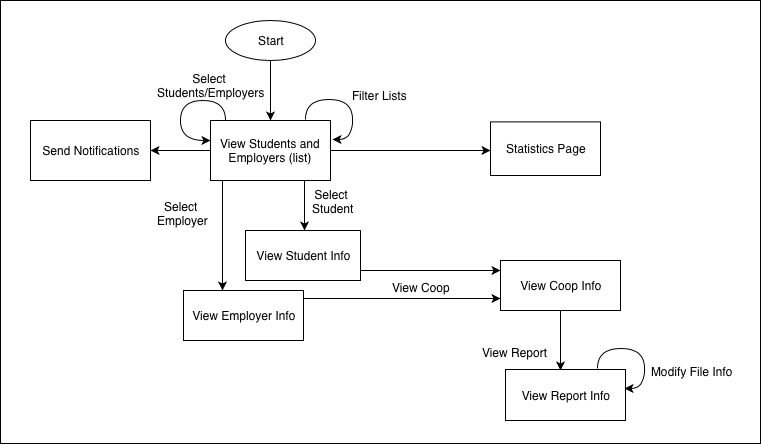 Start
Select
Students/Employers
Filter Lists
Send Notifications
View Students and
Employers (list)
Statistics Page
Select
Employer
Select
Student
View Student Info
View Coop
View Coop Info
View Employer Info
View Report
Modify File Info
View Report Info